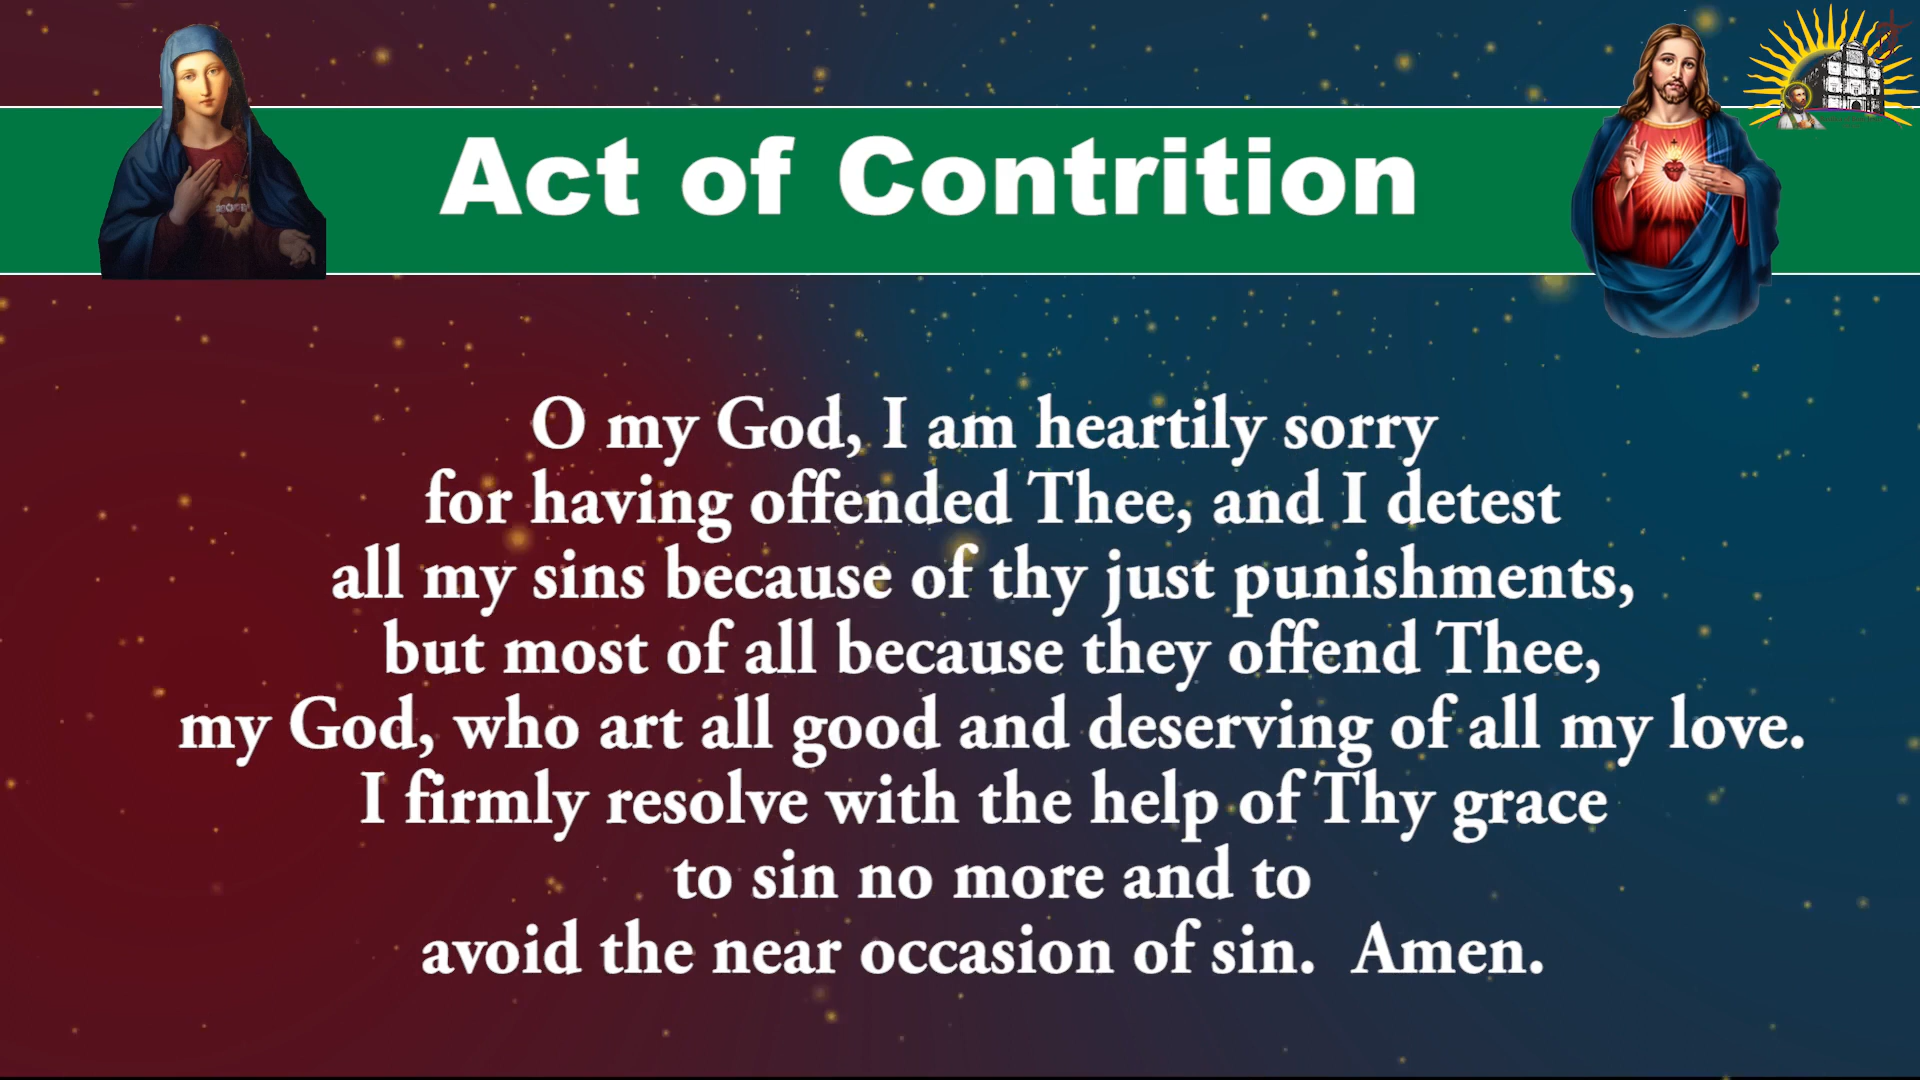 Act of Contrition
O my God, I am heartily sorry
for having offended Thee, and I detest
all my sins because of thy just punishments,
but most of all because they offend Thee,
my God, who art all good and deserving of all my love.
I firmly resolve with the help of Thy grace
to sin no more and to
avoid the near occasion of sin.  Amen.